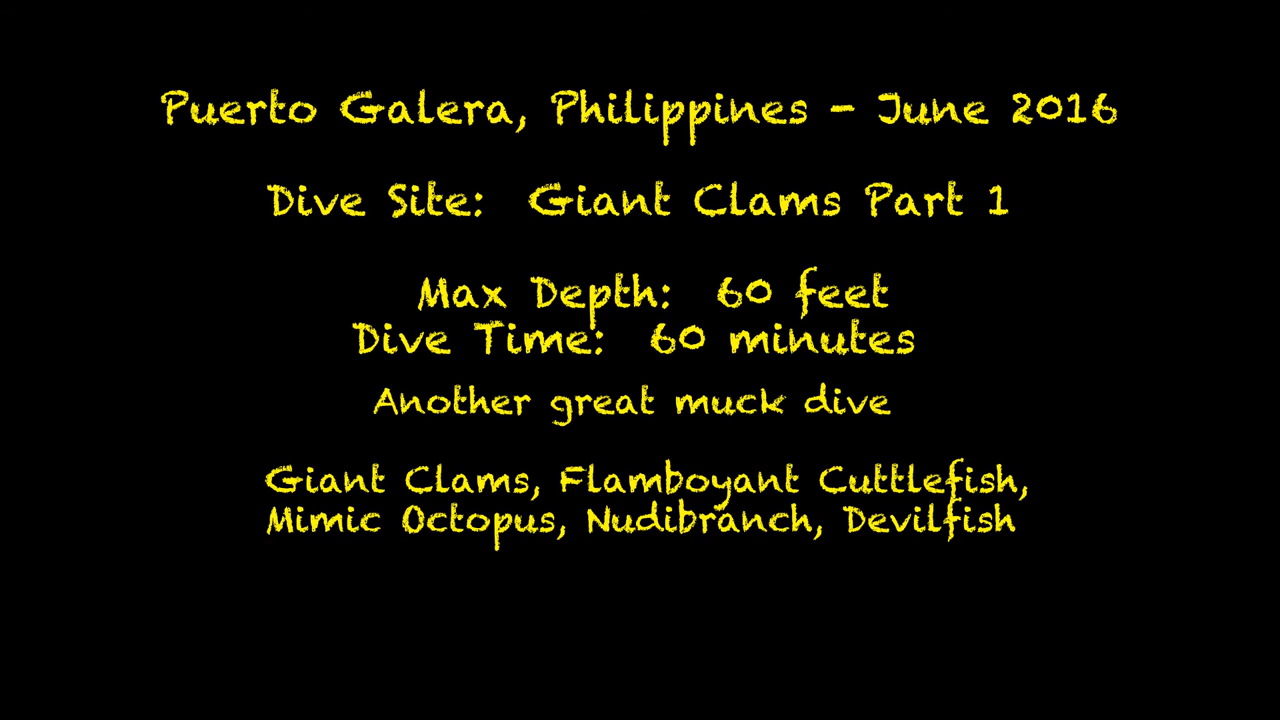 Puerto Galera, Philippines - June 2016
Dive Site: Giant Clams Part 1
Max Depth: 60 feet
Dive Time: 60 minutes
Another great muck dive
Giant Clams, Flamboyant Cuttlefish,
Mimic Octopus, Nudibranch, Devilfish